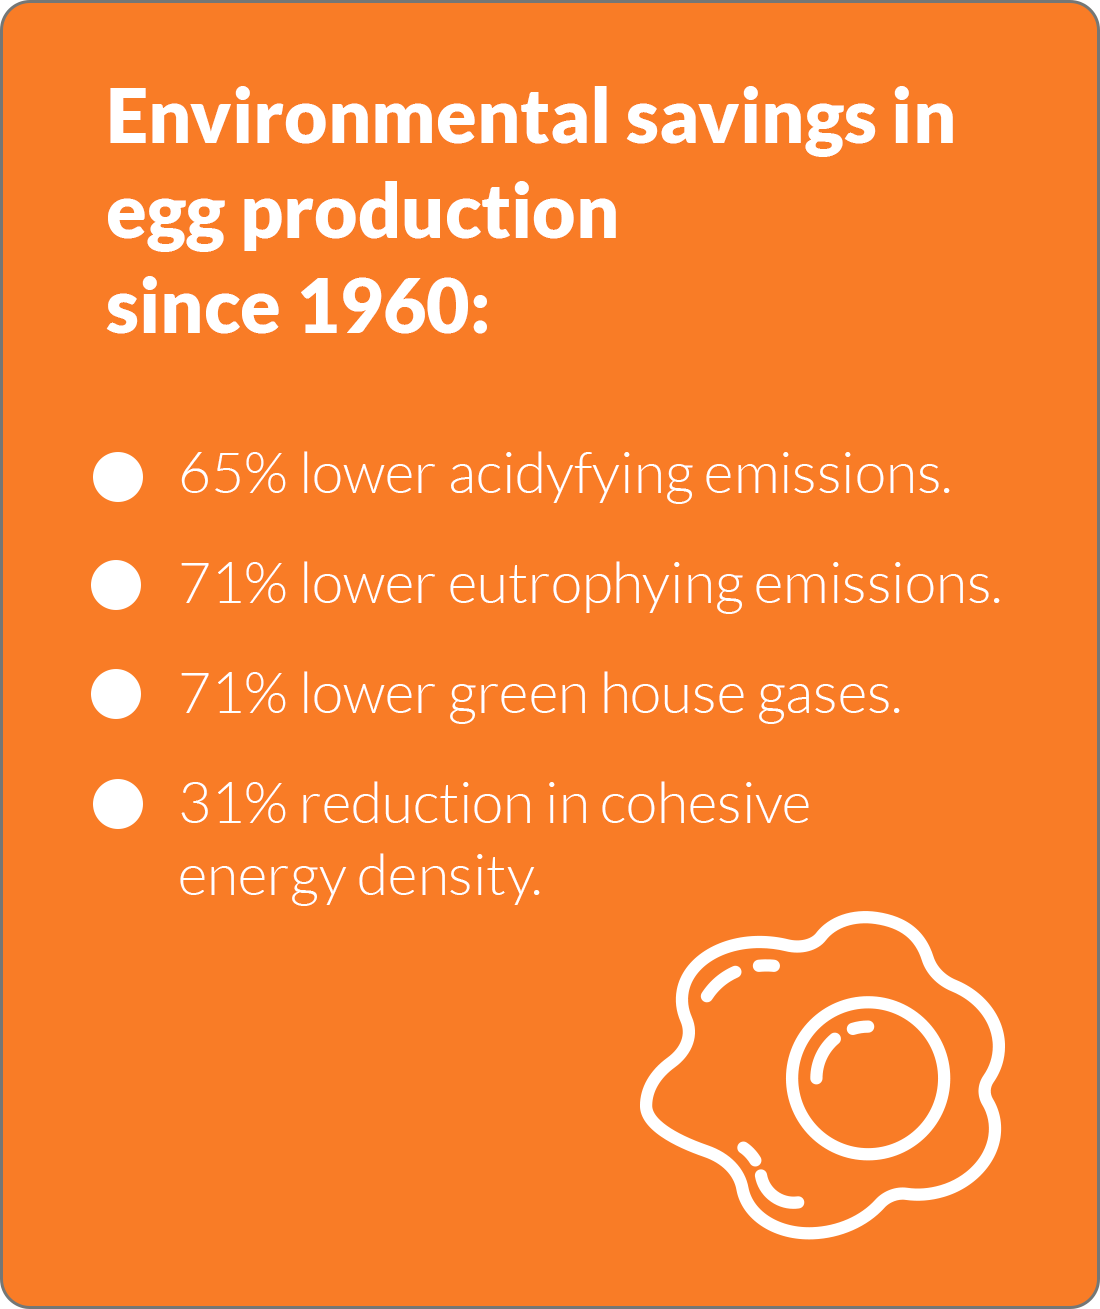 Environmental savings in
egg production
since 1960:
65% lower acidyfying emissions.
71% lower eutrophying emissions.
71% lower green house gases.
31% reduction in cohesive
energy density.